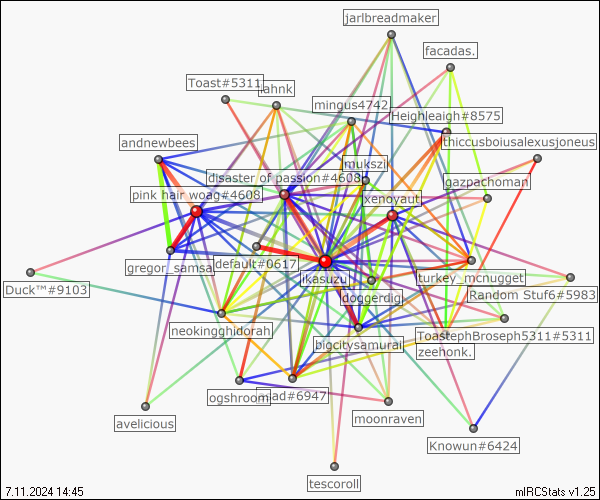 jarlbreadmaker
facadas.
Toast#5311
iahnk
mingus4742
Heighleaigh#8575
thiccusboiusalexusjoneus
andnewbees
mukszi
disaster of passion#4608
gazpachoman
pink hair woag#4608
xenoyaut
gregor_samsa
default#0617
ikasuzu
turkey_mcnugget
Duck™#9103
doggerdig
Random Stuf6#5983
neokingghidorah
bigcitysamurai
ToastephBroseph5311#5311
zeehonk.
ogshroom
alad#6947
avelicious
moonraven
Knowun#6424
tescoroll
7.11.2024 14:45
mIRCStats v1.25